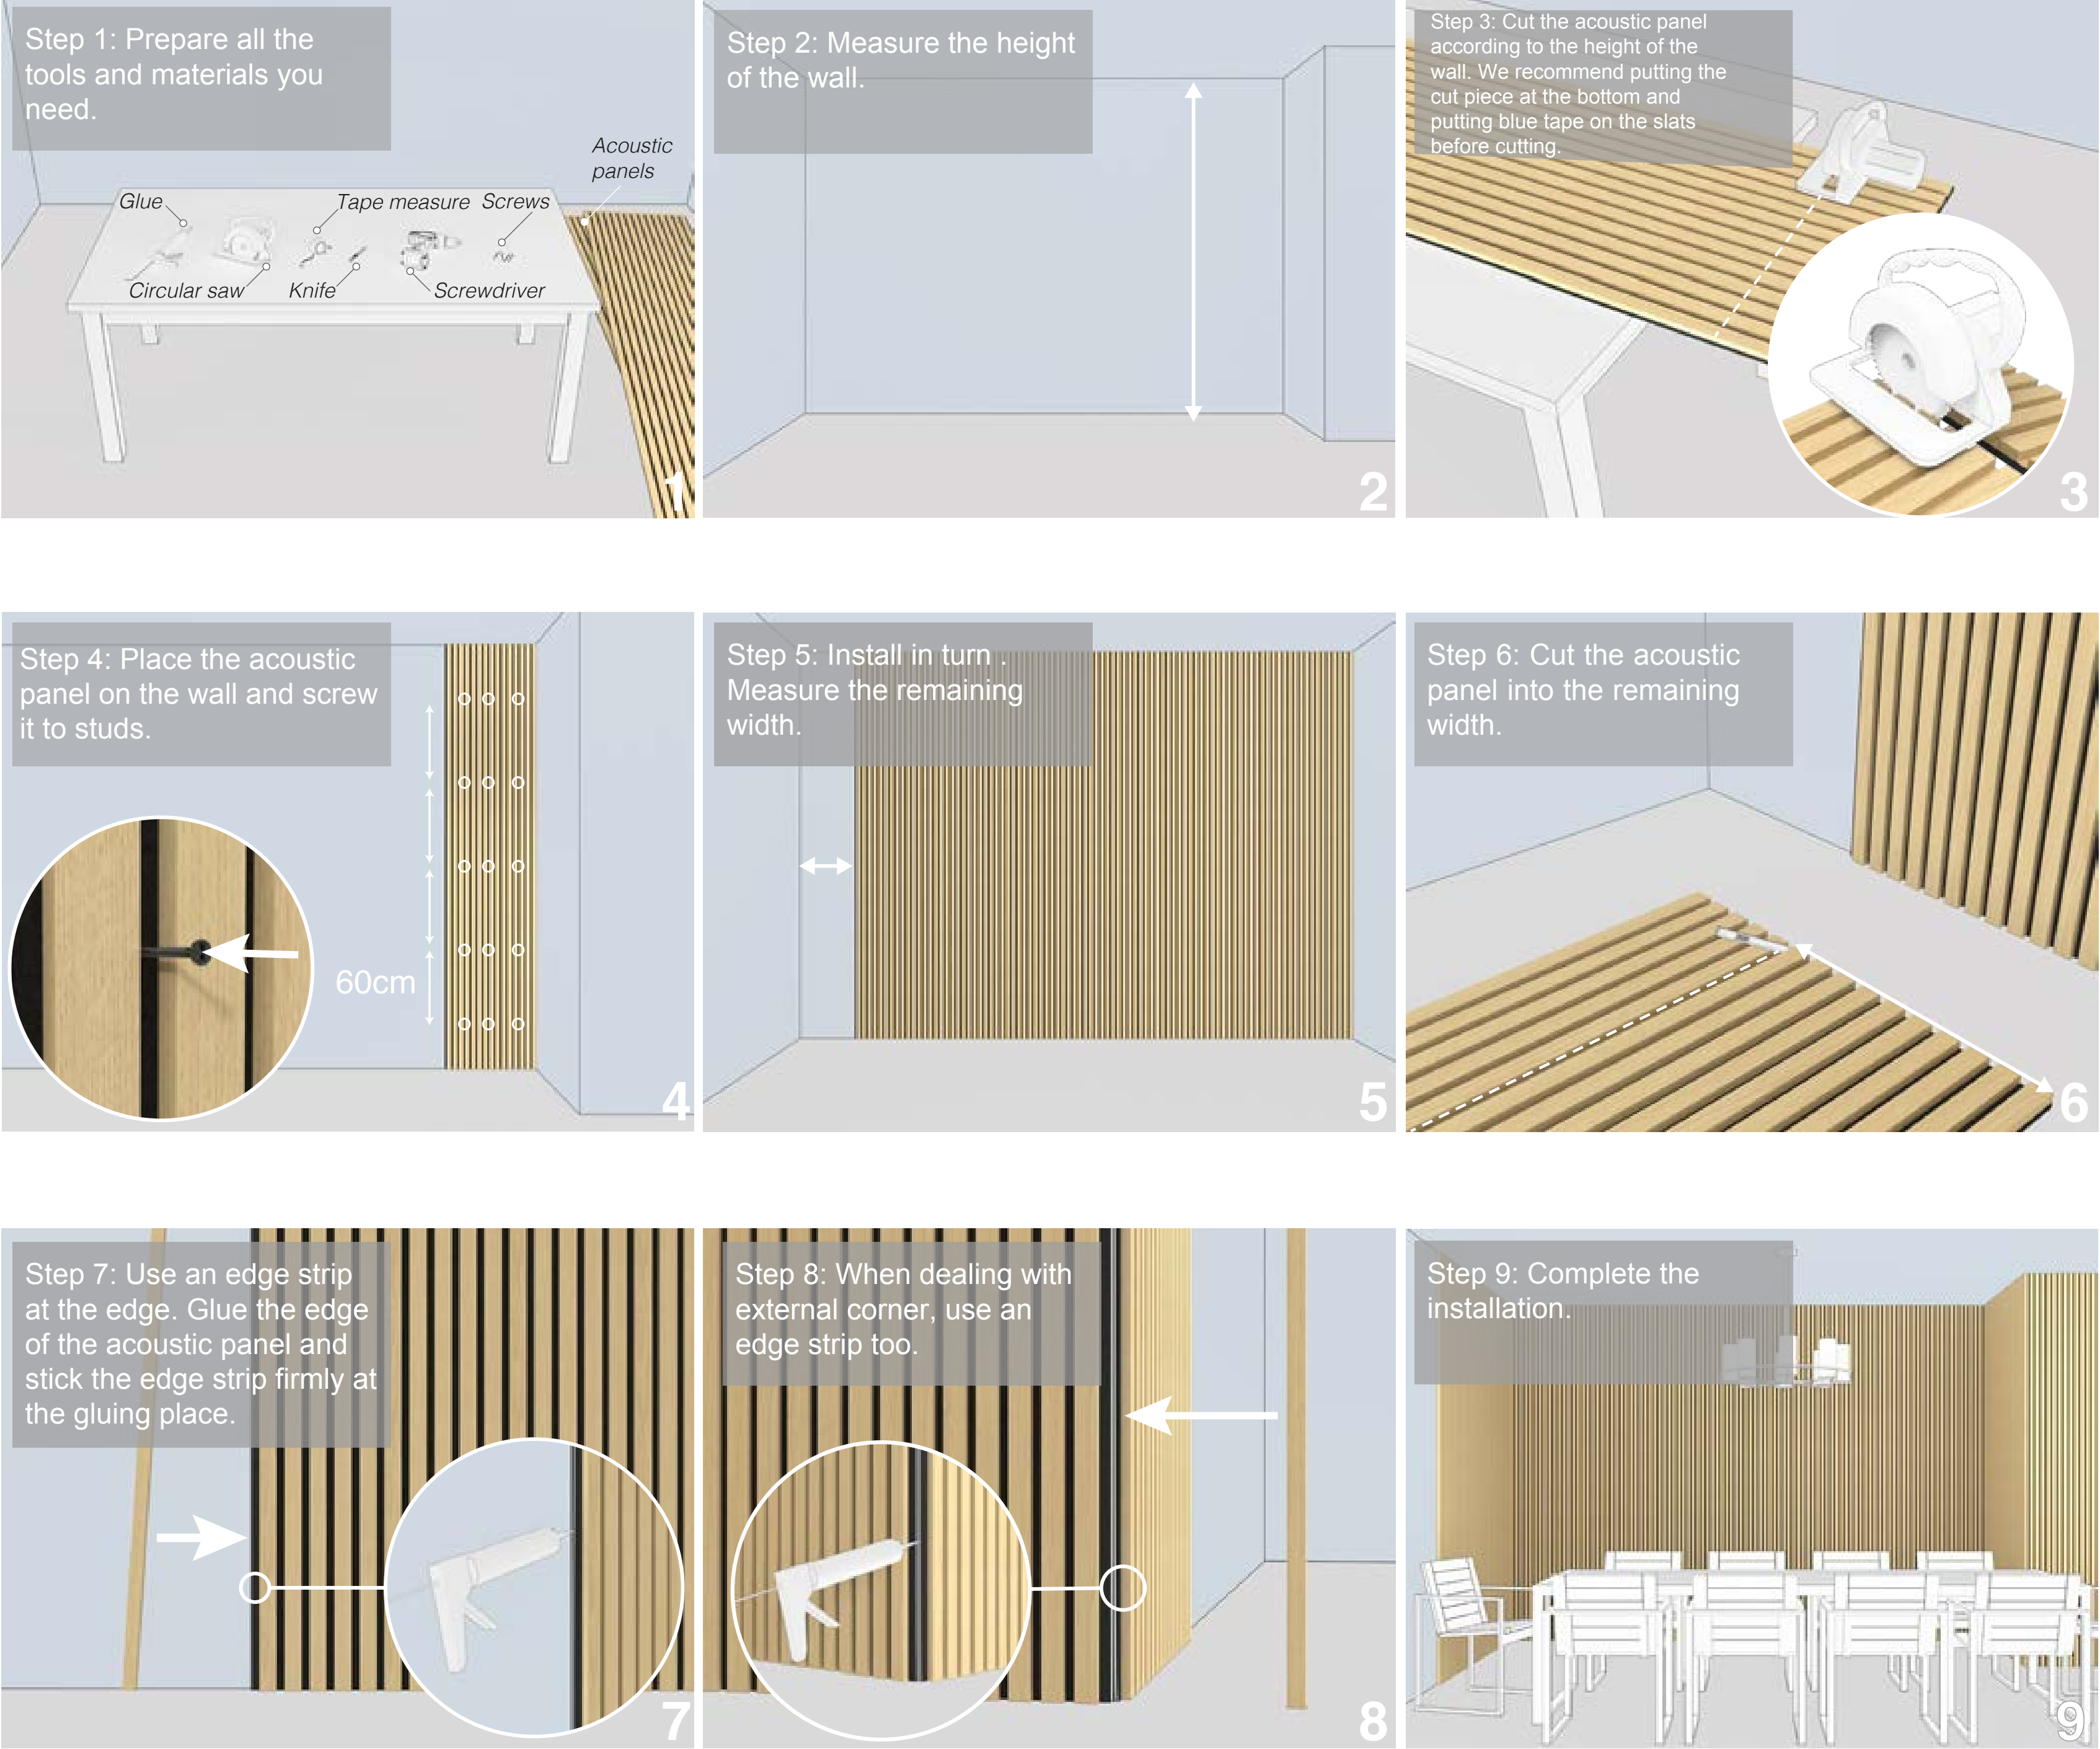 Step 1: Prepare all the
tools and materials you
need.
Acoustic
panels
Glue
Tape measure
Screws
Circular saw
Knife
Screwdriver
1
Step 2: Measure the height
of the wall.
2
Step 3: Cut the acoustic panel
according to the height of the
wall. We recommend putting the
cut piece at the bottom and
putting blue tape on the slats
before cutting.
3
Step 4: Place the acoustic
panel on the wall and screw
it to studs.
60cm
4
Step 5: Install in turn .
Measure the remaining
width.
5
Step 6: Cut the acoustic
panel into the remaining
width.
6
Step 7: Use an edge strip
at the edge. Glue the edge
of the acoustic panel and
stick the edge strip firmly at
the gluing place.
7
Step 8: When dealing with
external corner, use an
edge strip too.
8
Step 9: Complete the
installation.
9